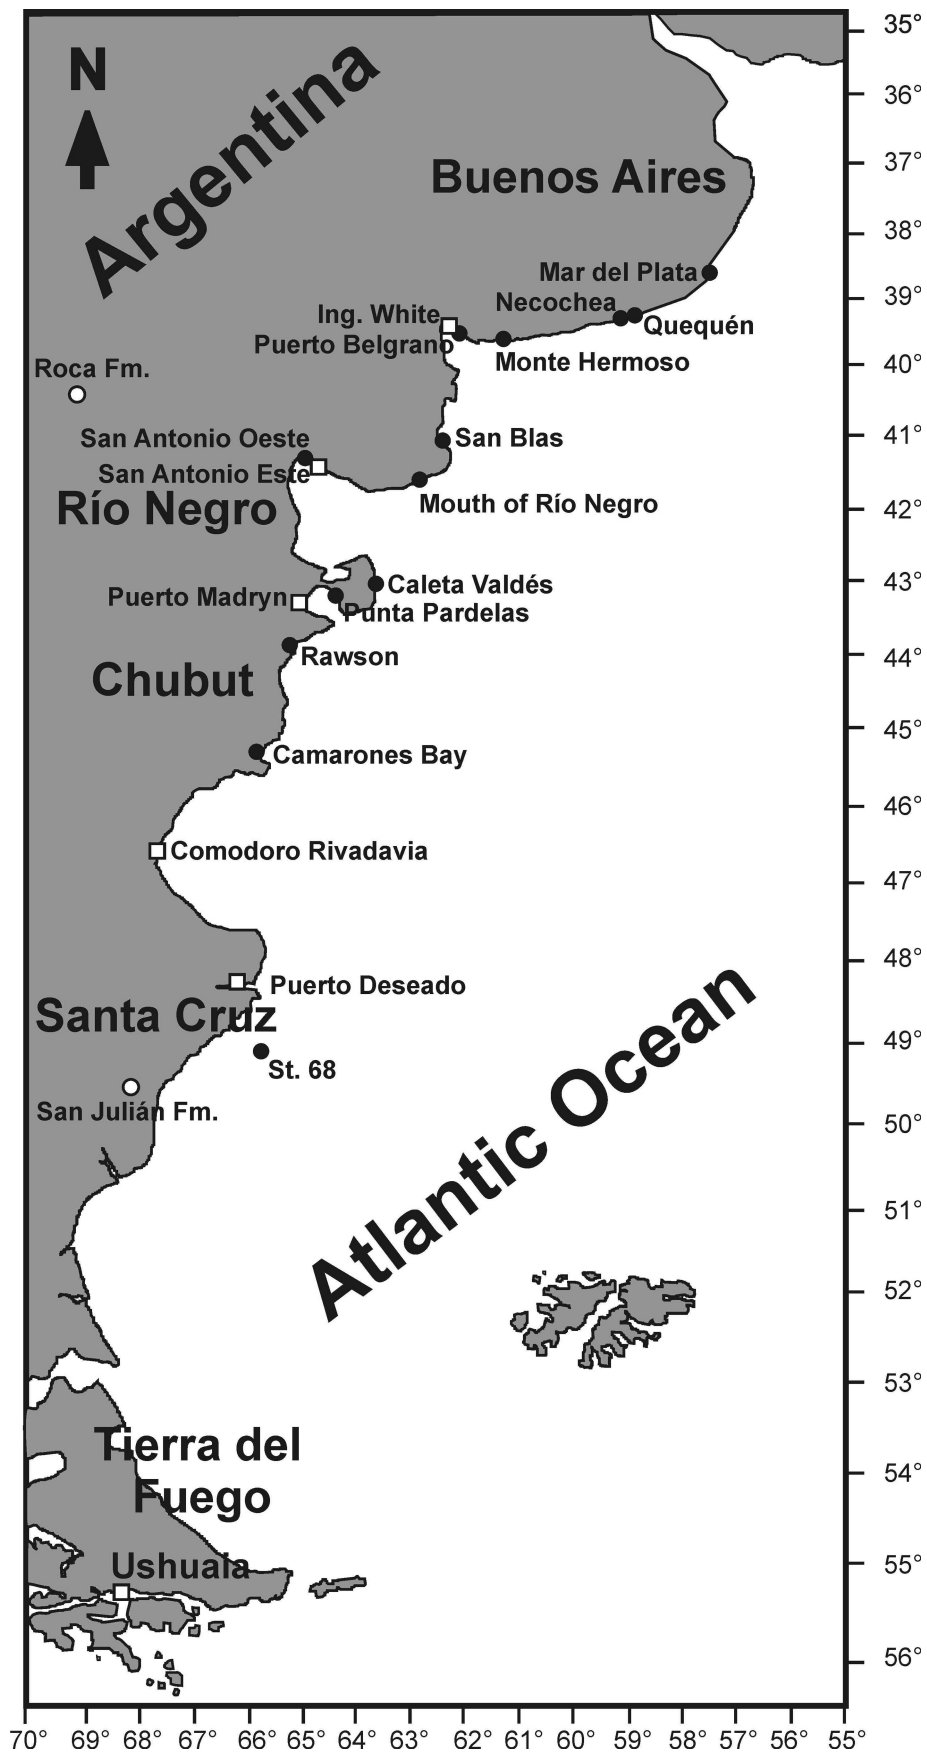 35°
N
Argentina
36°
Buenos Aires
37°
38°
Mar del Plata
39°
Necochea
Ing. White
Quequén
Puerto Belgrano
Monte Hermoso
40°
Roca Fm.
San Antonio Oeste
San Blas
41°
San Antonio Este
Río Negro
Mouth of Río Negro
42°
43°
Caleta Valdés
Puerto Madryn
Punta Pardelas
Rawson
44°
Chubut
45°
Camarones Bay
46°
Comodoro Rivadavia
47°
48°
Puerto Deseado
Santa Cruz
49°
St. 68
Atlantic Ocean
San Julián Fm.
50°
51°
52°
53°
Tierra del
Fuego
54°
55°
Ushuaia
56°
70° 69° 68° 67° 66° 65° 64° 63° 62° 61° 60° 59° 58° 57° 56° 55°